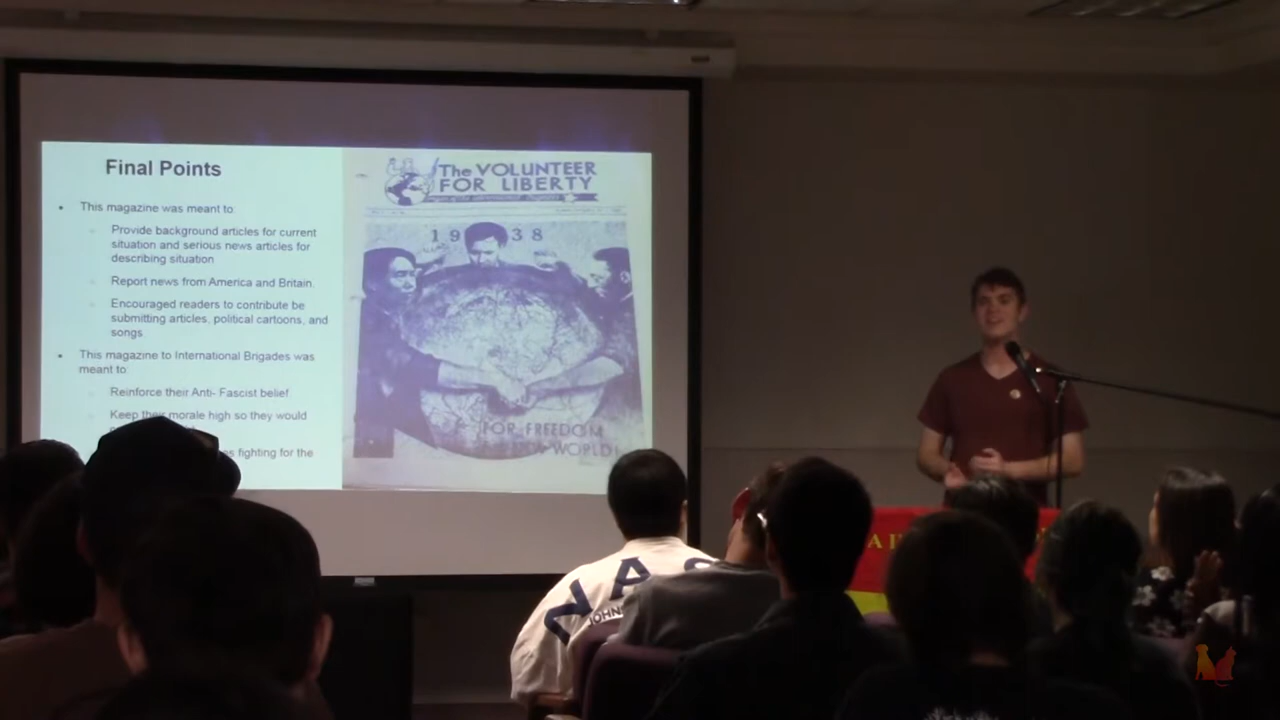 Final Points
This magazine was meant to:
Provide background articles for current
situation and serious news articles for
describing situation
Report news from America and Britain.
Encouraged readers to contribute be
submitting articles, political cartoons, and
songs
This magazine to International Brigades was
meant to:
Reinforce their Anti- Fascist belief
Keep their morale high so they would
fighting for the
The VOLUNTEER
FOR LIBERTY
1938
FOR FREEDOM
WORLD!
NAS
JOHN